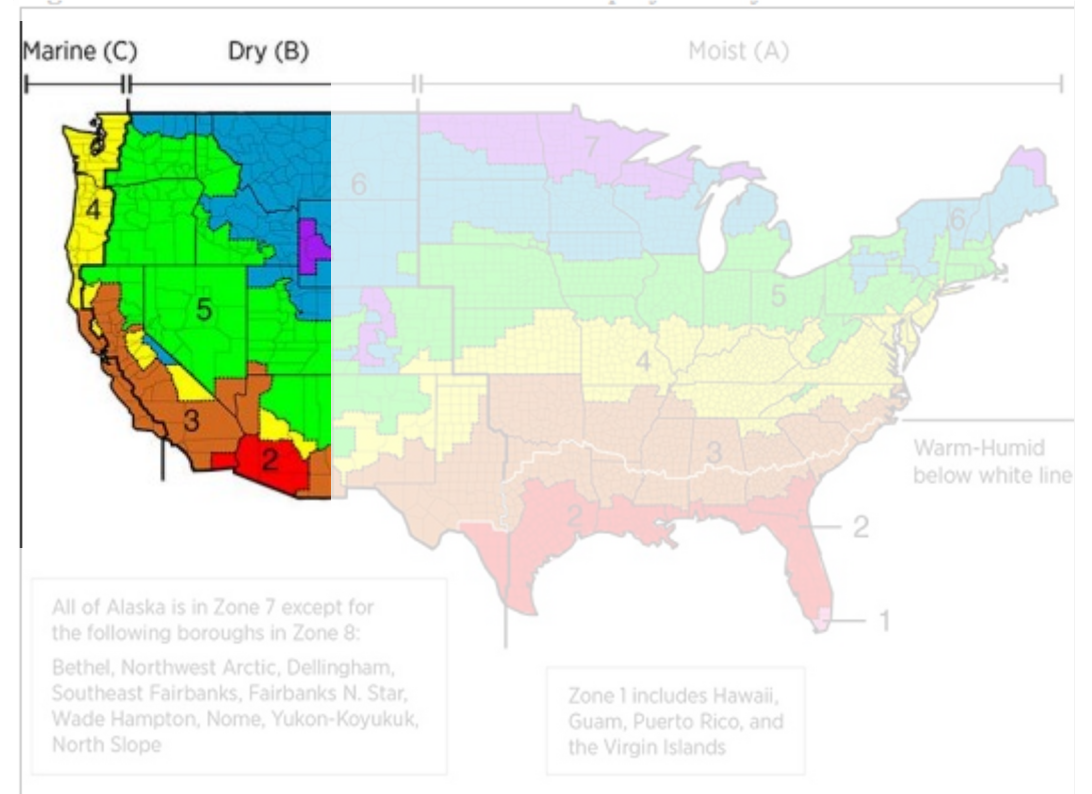 Marine (C)
Dry (B)
Moist (A)
7
6
6
4
5
5
4
3
3
2
2
Warm-Humid
below white line
2
1
All of Alaska is in Zone 7 except for
the following boroughs in Zone 8:
Bethel, Northwest Arctic, Dellingham,
Southeast Fairbanks, Fairbanks N. Star,
Wade Hampton, Nome, Yukon-Koyukuk,
North Slope
Zone 1 includes Hawaii,
Guam, Puerto Rico, and
the Virgin Islands